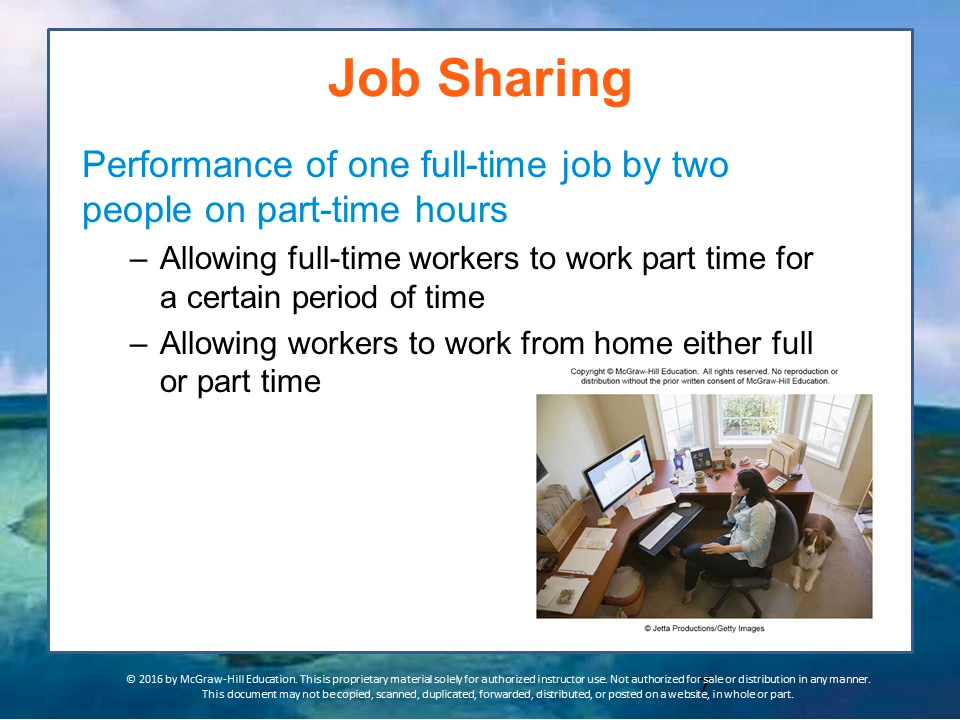 Job Sharing
Performance of one full-time job by two
people on part-time hours
– Allowing full-time workers to work part time for
a certain period of time
– Allowing workers to work from home either full
or part time
Copyright © McGraw-Hill Education. All rights reserved. No reproduction or
distribution without the prior written consent of McGraw-Hill Education.
© Jetta Productions/Getty Images
© 2016 by McGraw-Hill Education. This is proprietary material solely for authorized instructor use. Not authorized for sale or distribution in any manner.
This document may not be copied, scanned, duplicated, forwarded, distributed, or posted on a website, in whole or part.